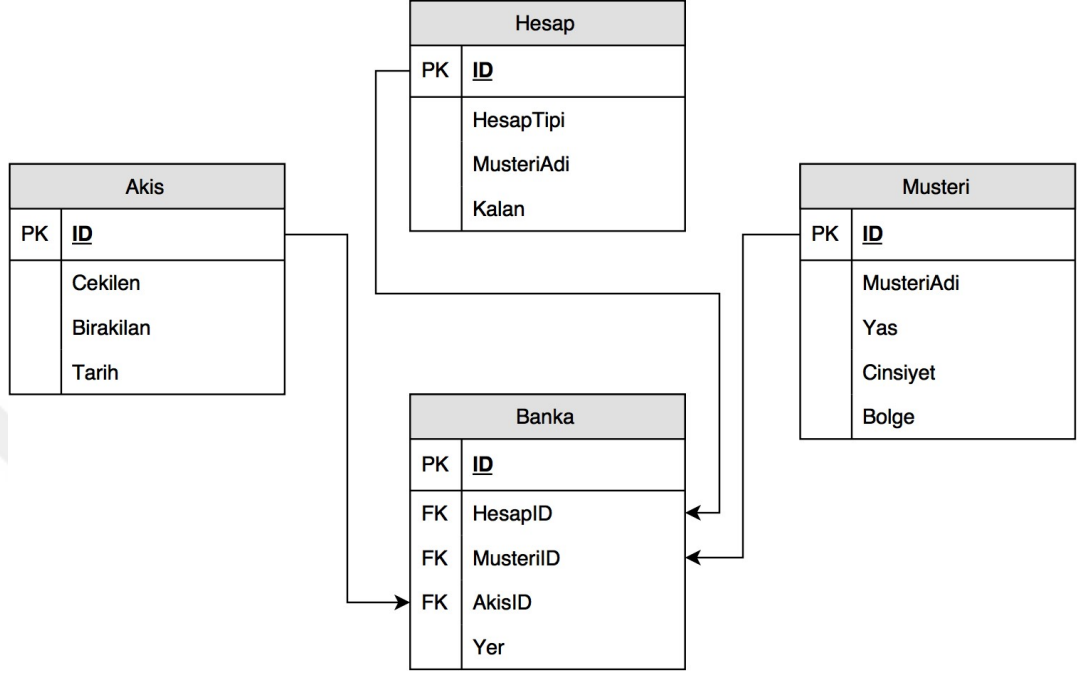 Hesap
PK ID
HesapTipi
MusteriAdi
Kalan
Akis
PK ID
Cekilen
Birakilan
Tarih
Musteri
PK ID
MusteriAdi
Yas
Cinsiyet
Bolge
Banka
PK ID
FK HesapID
FK MusteriID
FK AkisID
Yer